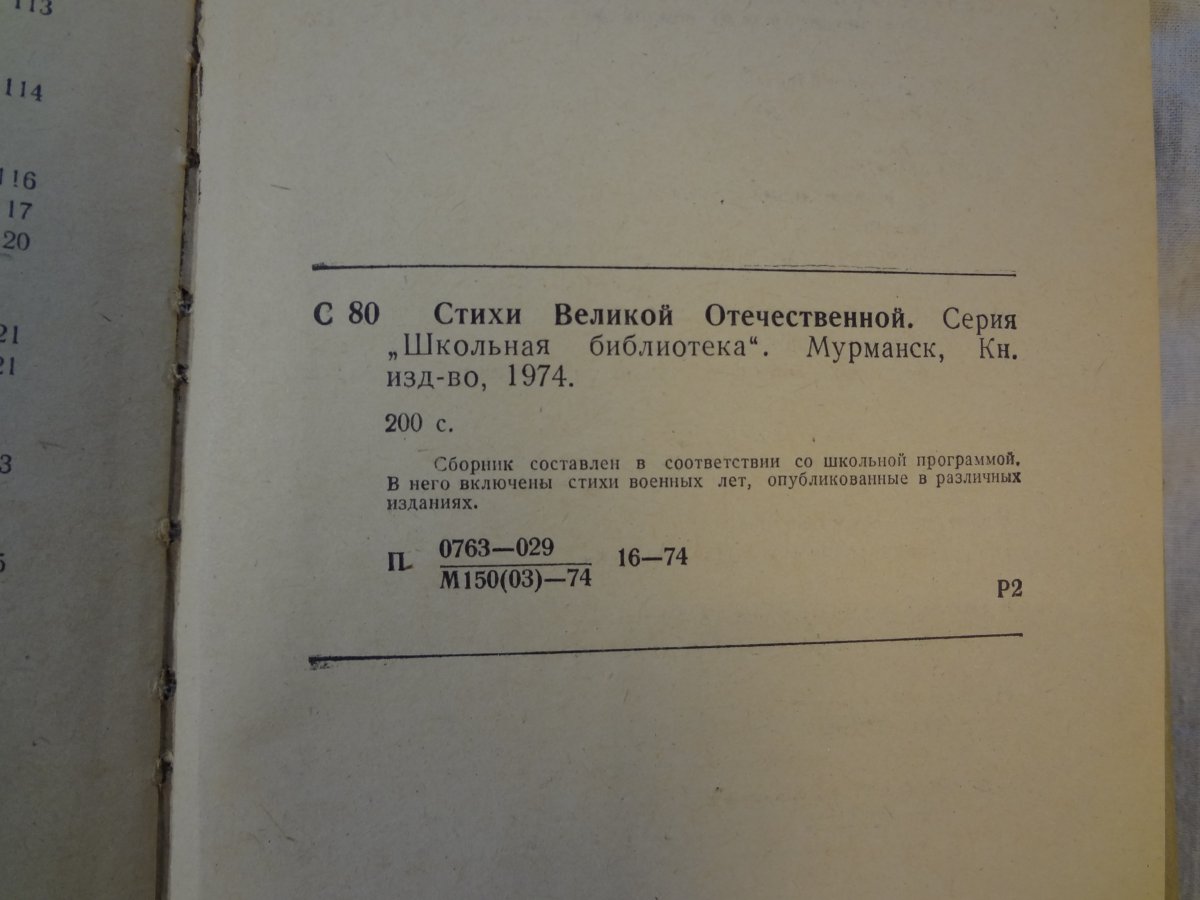 113
114
116
17
20
21
21
3
5
С 80 Стихи Великой Отечественной. Серия
„Школьная библиотека“. Мурманск, Кн.
изд-во, 1974.
200 с.
Сборник составлен в соответствии со школьной программой.
В него включены стихи военных лет, опубликованные в различных
изданиях.
0763—029
П 16—74
М150(03)—74
Р2